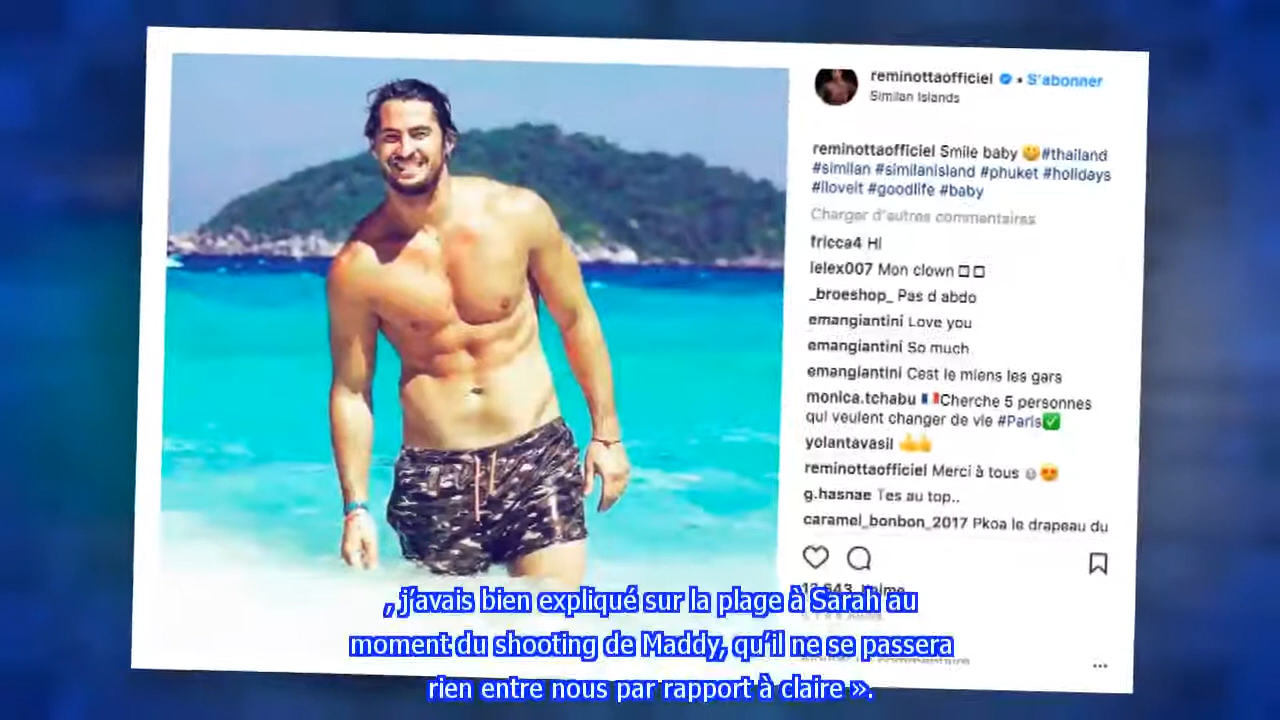 reminottaofficiel • S'abonner
Similan Islands
reminottaofficiel Smile baby 😀#thailand
#similan #similanisland #phuket #holidays
#iloveit #goodlife #baby
Charger d'autres commentaires
fricca4 Hi
lelex007 Mon clown
_broeshop_ Pas d abdo
emangiantini Love you
emangiantini So much
emangiantini Cest le miens les gars
monica.tchabu 🇫🇷Cherche 5 personnes
qui veulent changer de vie #Paris✅
yolantavasil 👍👍
reminottaofficiel Merci à tous ☺😍
g.hasnae Tes au top..
caramel_bonbon_2017 Pkoa le drapeau du
, j'avais bien expliqué sur la plage à Sarah au
moment du shooting de Maddy, qu'il ne se passera
rien entre nous par rapport à claire ».